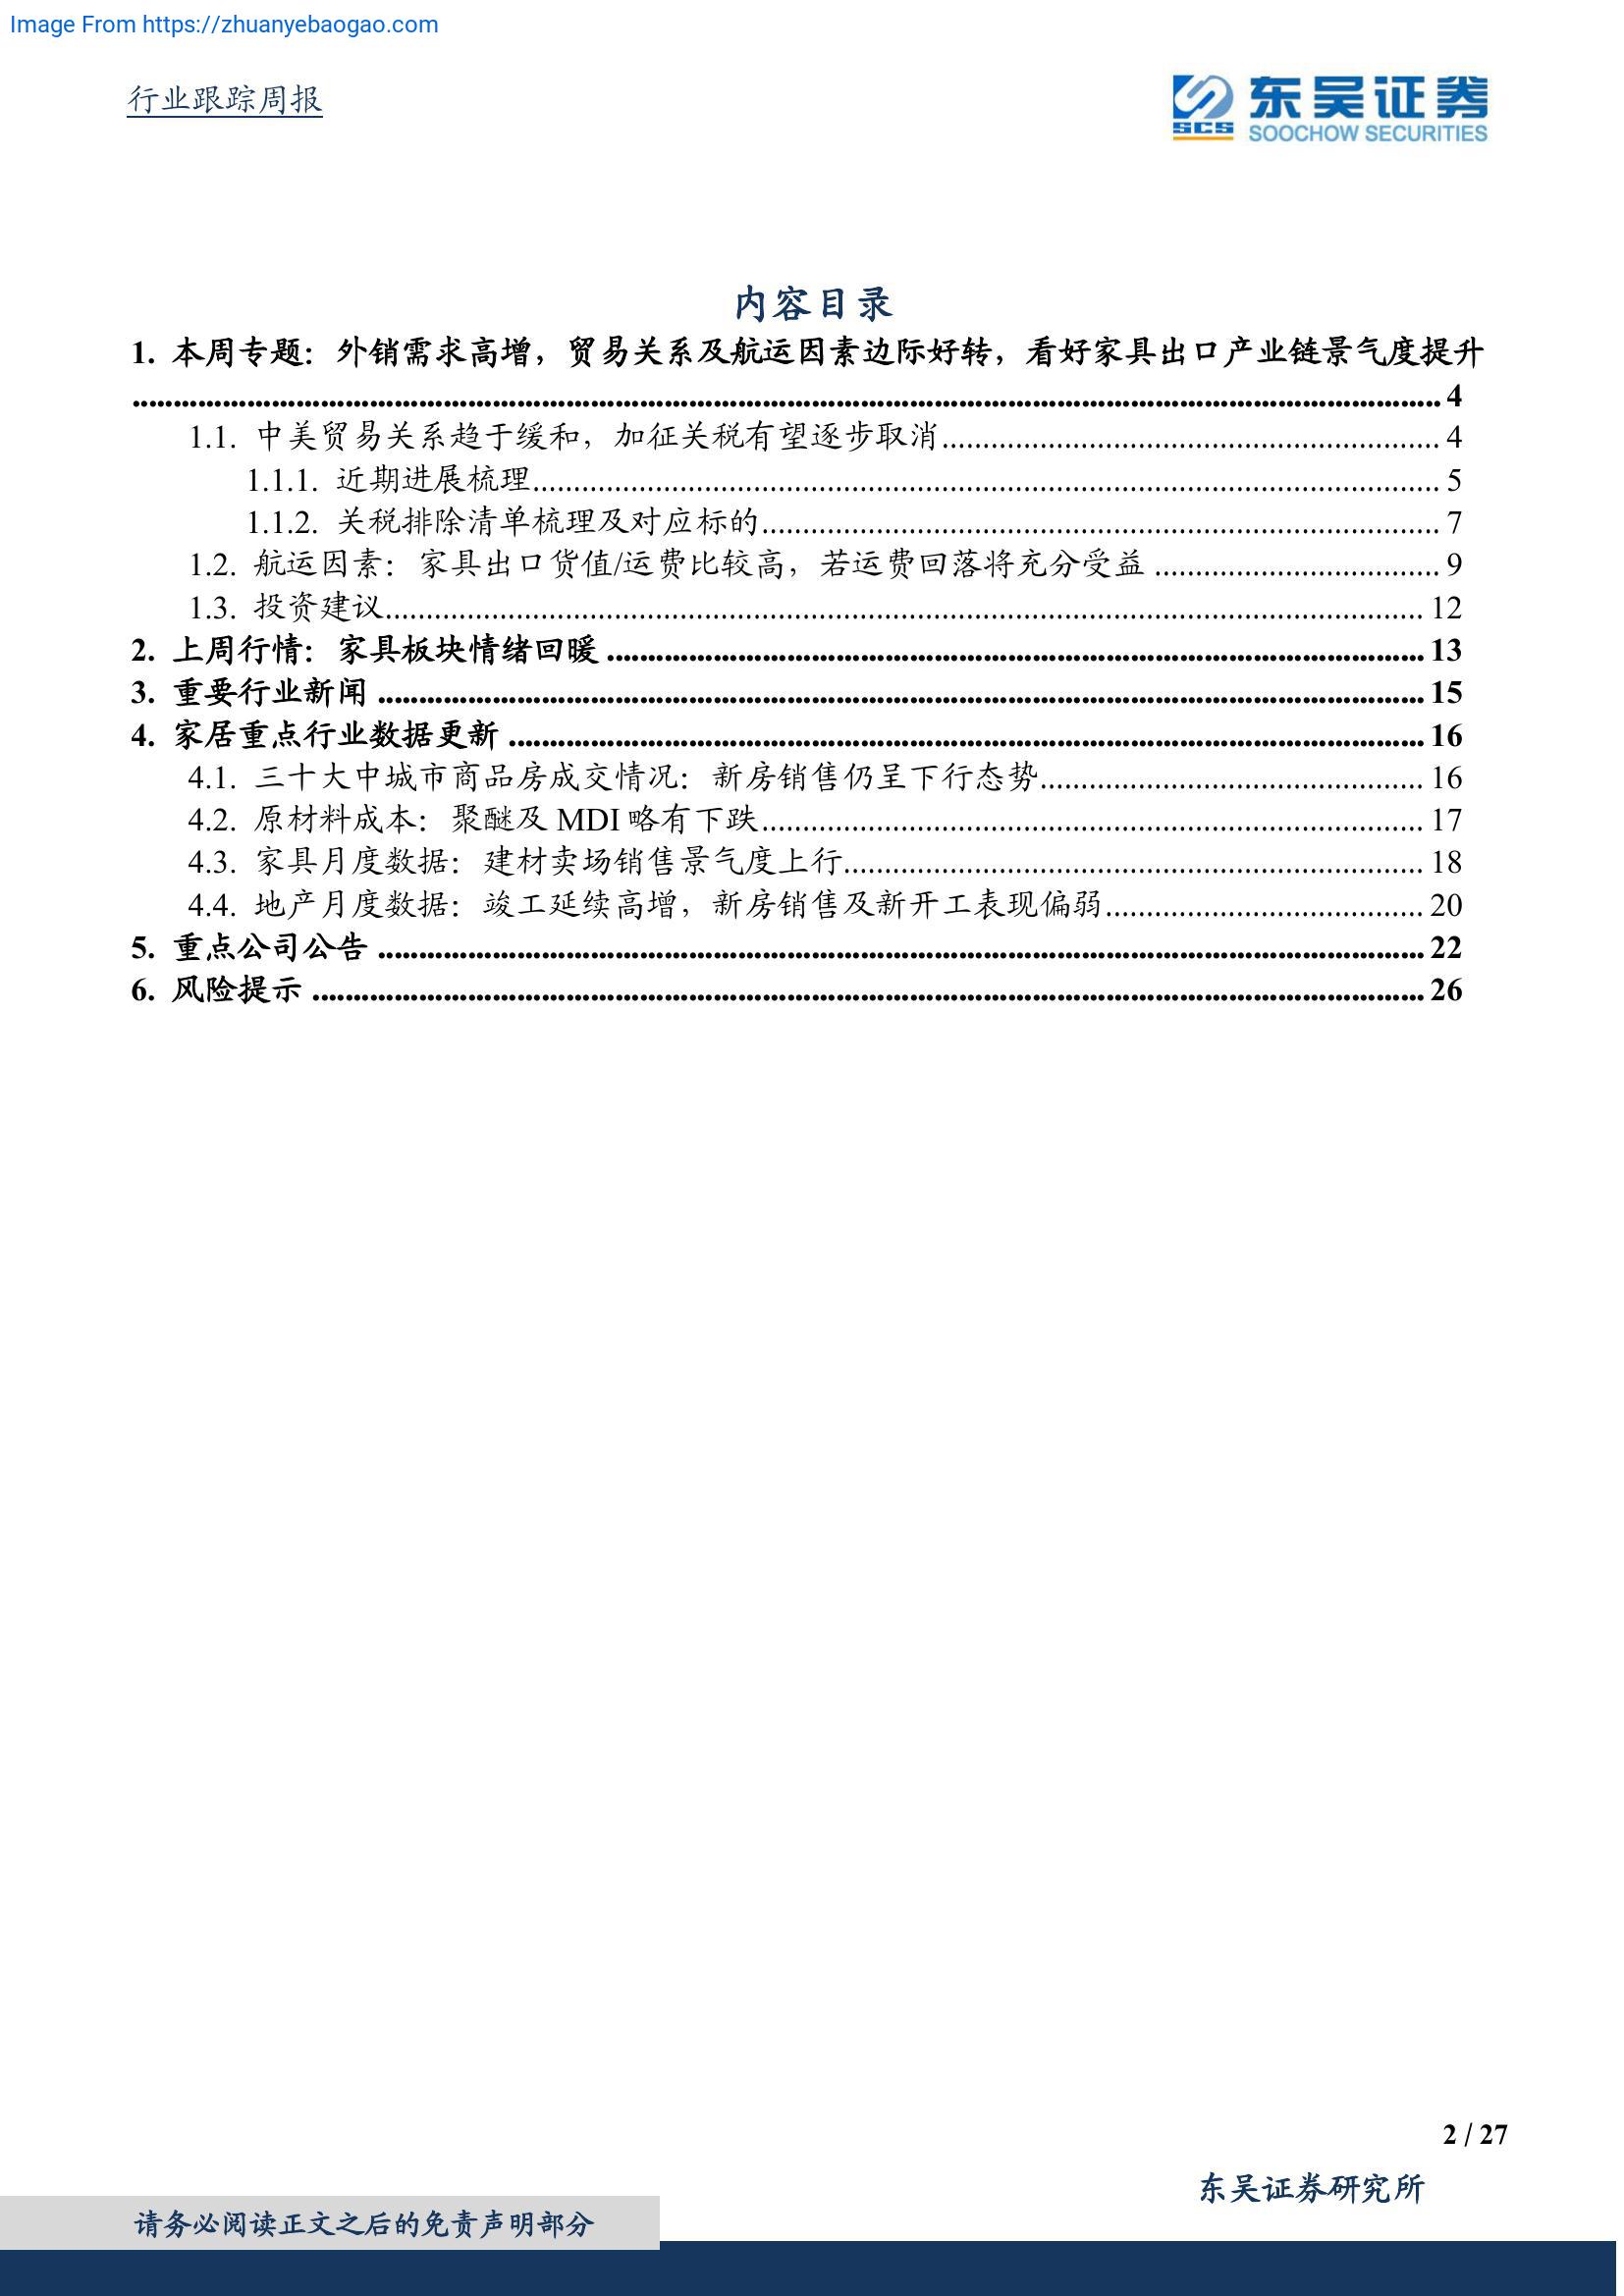 Image From https://zhuanyebaogao.com
行业跟踪周报
东吴证券
SCS
SOOCHOW SECURITIES
内容目录
1. 本周专题：外销需求高增，贸易关系及航运因素边际好转，看好家具出口产业链景气度提升
........................................................................................................................ 4
1.1. 中美贸易关系趋于缓和，加征关税有望逐步取消........................................ 4
1.1.1. 近期进展梳理........................................................................ 5
1.1.2. 关税排除清单梳理及对应标的........................................................ 7
1.2. 航运因素：家具出口货值/运费比较高，若运费回落将充分受益 ........................ 9
1.3. 投资建议........................................................................................ 12
2. 上周行情：家具板块情绪回暖 ................................................................ 13
3. 重要行业新闻 ................................................................................ 15
4. 家居重点行业数据更新 ........................................................................ 16
4.1. 三十大中城市商品房成交情况：新房销售仍呈下行态势................................ 16
4.2. 原材料成本：聚醚及 MDI 略有下跌........................................................ 17
4.3. 家具月度数据：建材卖场销售景气度上行................................................ 18
4.4. 地产月度数据：竣工延续高增，新房销售及新开工表现偏弱............................ 20
5. 重点公司公告 ................................................................................ 22
6. 风险提示 ........................................................................................ 26
2 / 27
东吴证券研究所
请务必阅读正文之后的免责声明部分